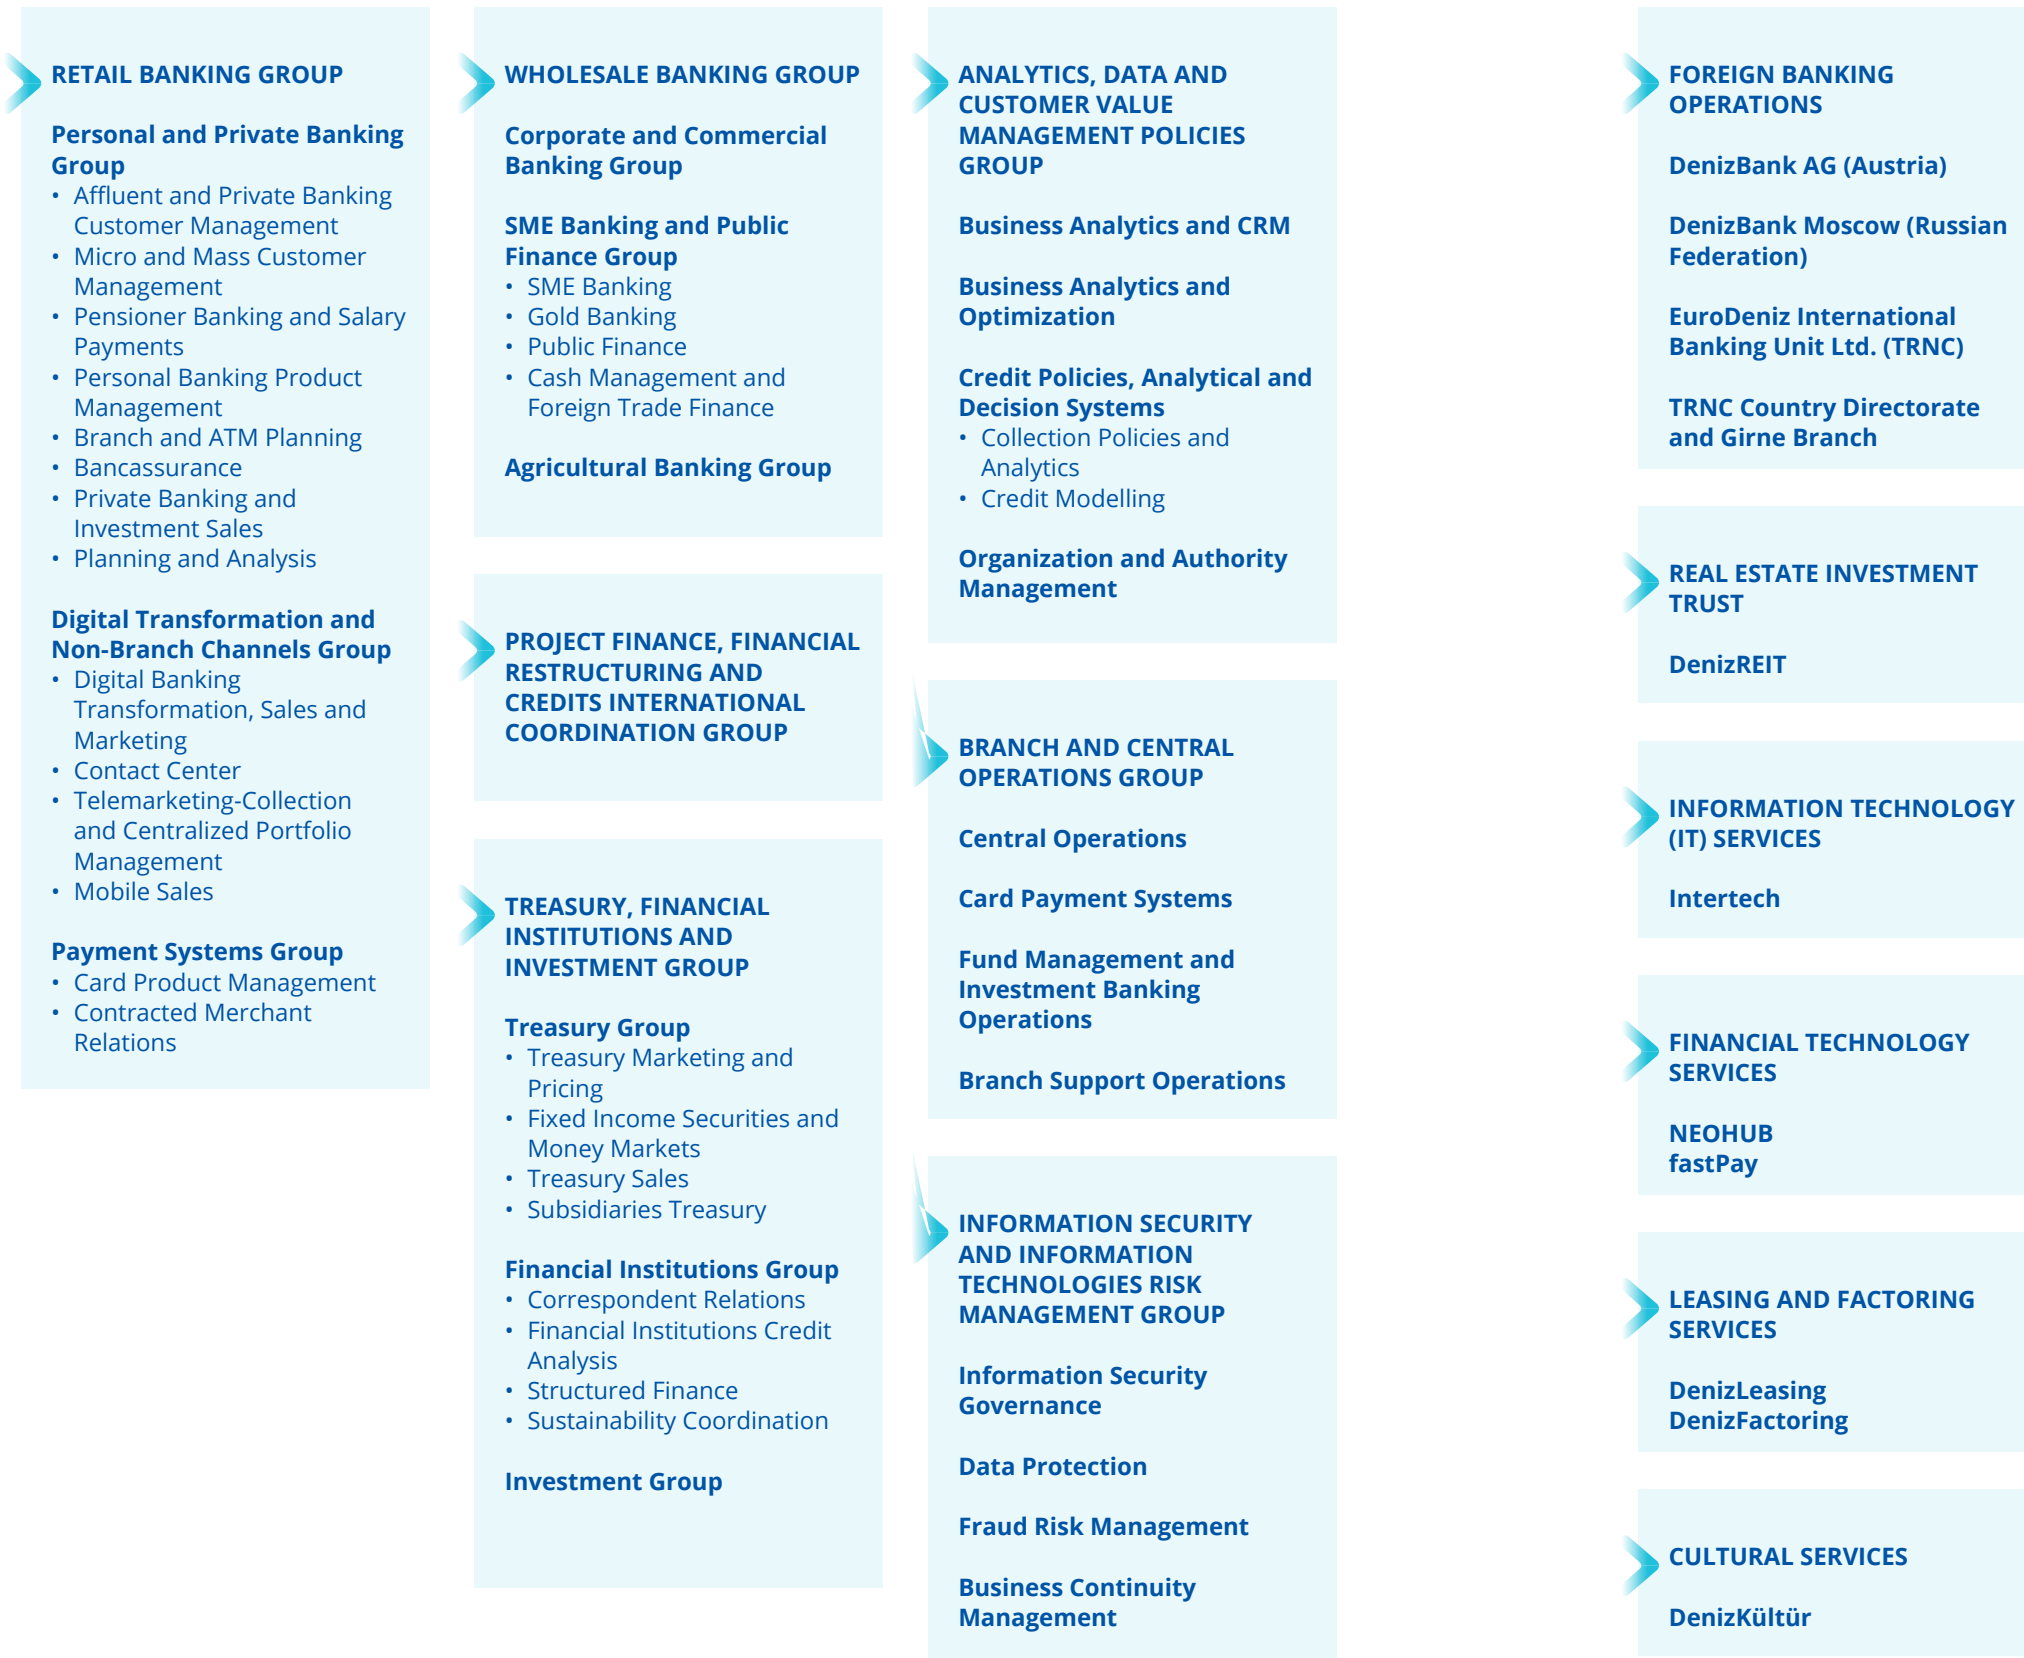 RETAIL BANKING GROUP
Personal and Private Banking
Group
• Affluent and Private Banking
Customer Management
• Micro and Mass Customer
Management
• Pensioner Banking and Salary
Payments
• Personal Banking Product
Management
• Branch and ATM Planning
• Bancassurance
• Private Banking and
Investment Sales
• Planning and Analysis
Digital Transformation and
Non-Branch Channels Group
• Digital Banking
Transformation, Sales and
Marketing
• Contact Center
• Telemarketing-Collection
and Centralized Portfolio
Management
• Mobile Sales
Payment Systems Group
• Card Product Management
• Contracted Merchant
Relations
WHOLESALE BANKING GROUP
Corporate and Commercial
Banking Group
SME Banking and Public
Finance Group
• SME Banking
• Gold Banking
• Public Finance
• Cash Management and
Foreign Trade Finance
Agricultural Banking Group
PROJECT FINANCE, FINANCIAL
RESTRUCTURING AND
CREDITS INTERNATIONAL
COORDINATION GROUP
TREASURY, FINANCIAL
INSTITUTIONS AND
INVESTMENT GROUP
Treasury Group
• Treasury Marketing and
Pricing
• Fixed Income Securities and
Money Markets
• Treasury Sales
• Subsidiaries Treasury
Financial Institutions Group
• Correspondent Relations
• Financial Institutions Credit
Analysis
• Structured Finance
• Sustainability Coordination
Investment Group
ANALYTICS, DATA AND
CUSTOMER VALUE
MANAGEMENT POLICIES
GROUP
Business Analytics and CRM
Business Analytics and
Optimization
Credit Policies, Analytical and
Decision Systems
• Collection Policies and
Analytics
• Credit Modelling
Organization and Authority
Management
BRANCH AND CENTRAL
OPERATIONS GROUP
Central Operations
Card Payment Systems
Fund Management and
Investment Banking
Operations
Branch Support Operations
INFORMATION SECURITY
AND INFORMATION
TECHNOLOGIES RISK
MANAGEMENT GROUP
Information Security
Governance
Data Protection
Fraud Risk Management
Business Continuity
Management
FOREIGN BANKING
OPERATIONS
DenizBank AG (Austria)
DenizBank Moscow (Russian
Federation)
EuroDeniz International
Banking Unit Ltd. (TRNC)
TRNC Country Directorate
and Girne Branch
REAL ESTATE INVESTMENT
TRUST
DenizREIT
INFORMATION TECHNOLOGY
(IT) SERVICES
Intertech
FINANCIAL TECHNOLOGY
SERVICES
NEOHUB
fastPay
LEASING AND FACTORING
SERVICES
DenizLeasing
DenizFactoring
CULTURAL SERVICES
DenizKültür